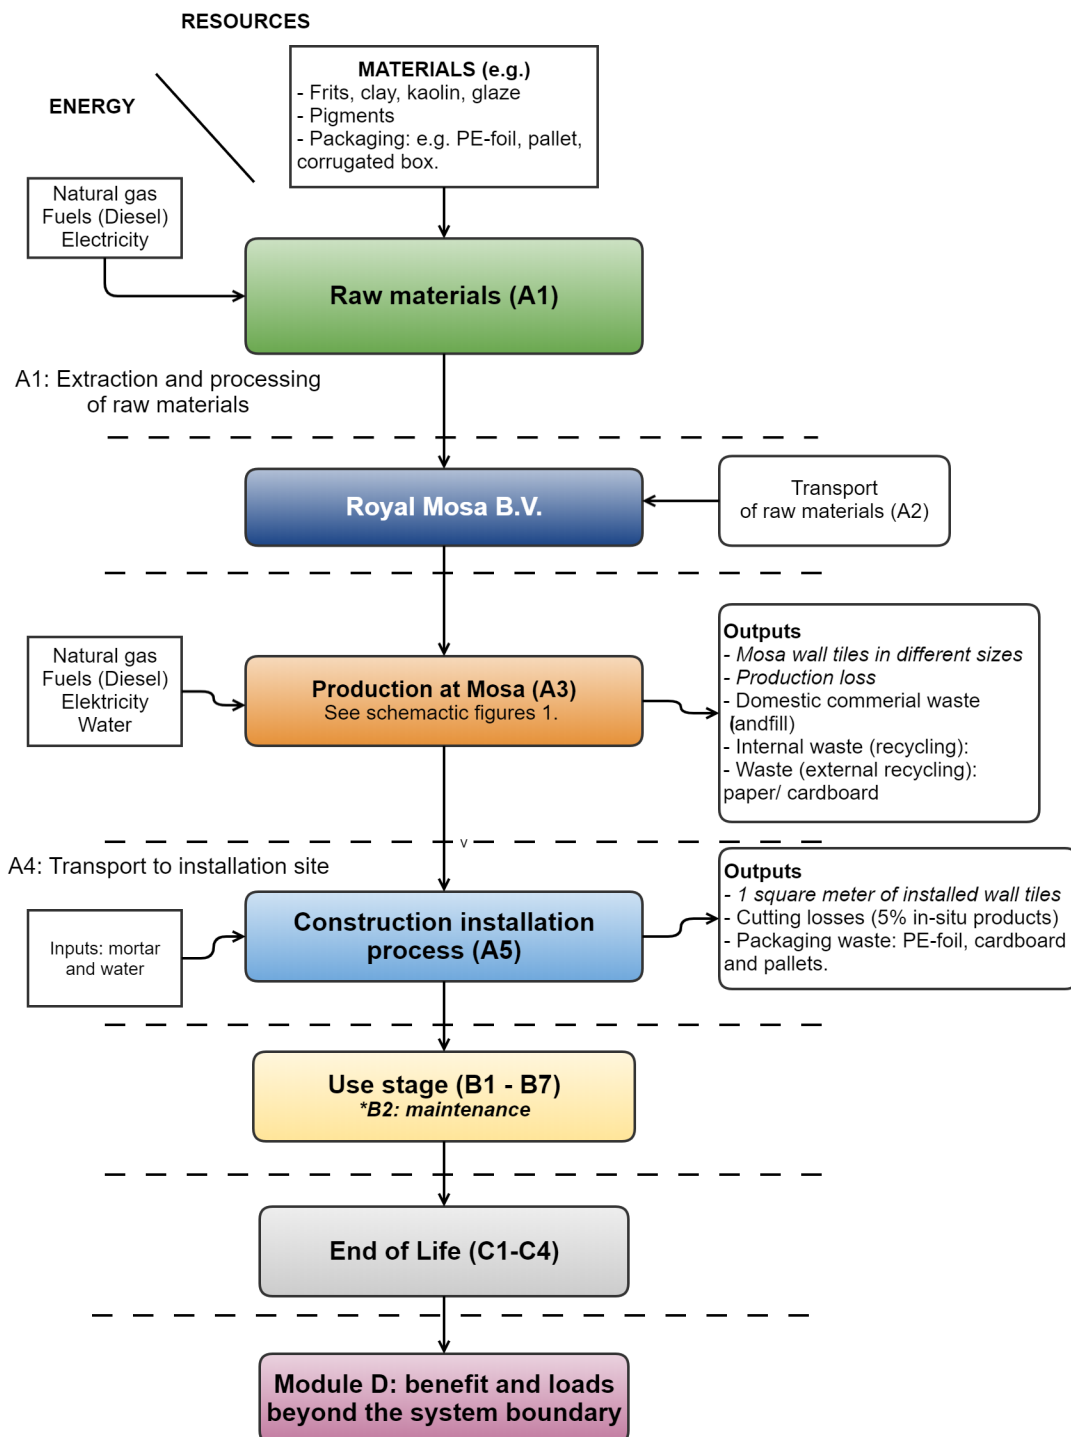 RESOURCES
ENERGY
MATERIALS (e.g.)
- Frits, clay, kaolin, glaze
- Pigments
- Packaging: e.g. PE-foil, pallet,
corrugated box.
Natural gas
Fuels (Diesel)
Electricity
Raw materials (A1)
A1: Extraction and processing
of raw materials
Royal Mosa B.V.
Transport
of raw materials (A2)
Natural gas
Fuels (Diesel)
Elektricity
Water
Production at Mosa (A3)
See schemactic figures 1.
Outputs
- Mosa wall tiles in different sizes
- Production loss
- Domestic commerial waste
(landfill)
- Internal waste (recycling):
- Waste (external recycling):
paper/ cardboard
v
A4: Transport to installation site
Inputs: mortar
and water
Construction installation
process (A5)
Outputs
- 1 square meter of installed wall tiles
- Cutting losses (5% in-situ products)
- Packaging waste: PE-foil, cardboard
and pallets.
Use stage (B1 - B7)
*B2: maintenance
End of Life (C1-C4)
Module D: benefit and loads
beyond the system boundary